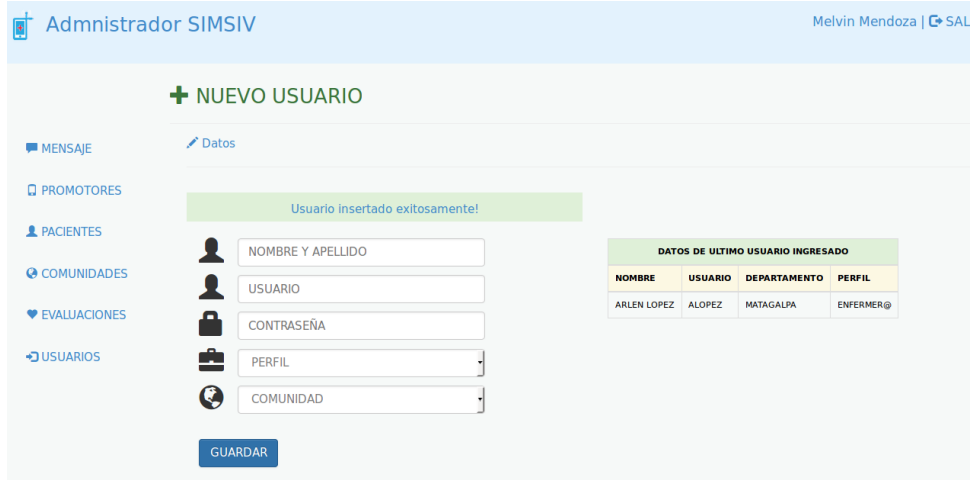 Admnistrador SIMSIV
Melvin Mendoza | SAL
NUEVO USUARIO
MENSAJE
PROMOTORES
PACIENTES
COMUNIDADES
EVALUACIONES
USUARIOS
Datos
Usuario insertado exitosamente!
NOMBRE Y APELLIDO
USUARIO
CONTRASEÑA
PERFIL
COMUNIDAD
GUARDAR
DATOS DE ULTIMO USUARIO INGRESADO
NOMBRE USUARIO DEPARTAMENTO PERFIL
ARLEN LOPEZ ALOPEZ MATAGALPA ENFERMER@